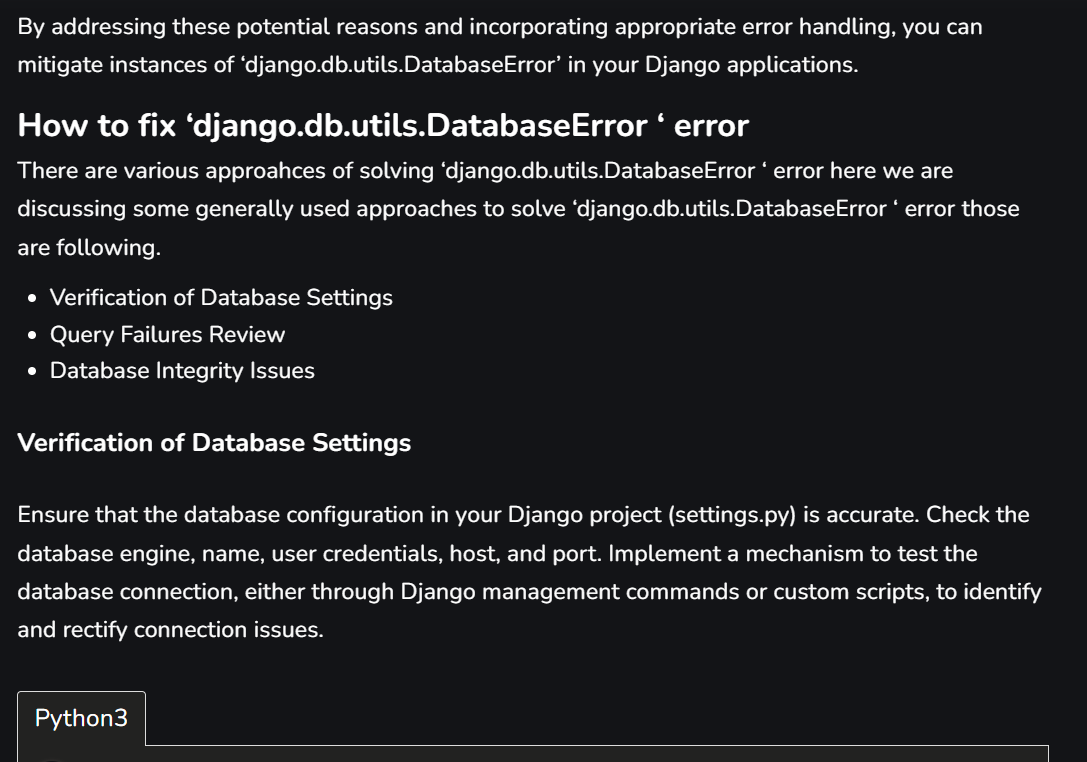 By addressing these potential reasons and incorporating appropriate error handling, you can
mitigate instances of ‘django.db.utils.DatabaseError’ in your Django applications.
How to fix ‘django.db.utils.DatabaseError ‘ error
There are various approahces of solving ‘django.db.utils.DatabaseError ‘ error here we are
discussing some generally used approaches to solve ‘django.db.utils.DatabaseError ‘ error those
are following.
• Verification of Database Settings
• Query Failures Review
• Database Integrity Issues
Verification of Database Settings
Ensure that the database configuration in your Django project (settings.py) is accurate. Check the
database engine, name, user credentials, host, and port. Implement a mechanism to test the
database connection, either through Django management commands or custom scripts, to identify
and rectify connection issues.
Python3